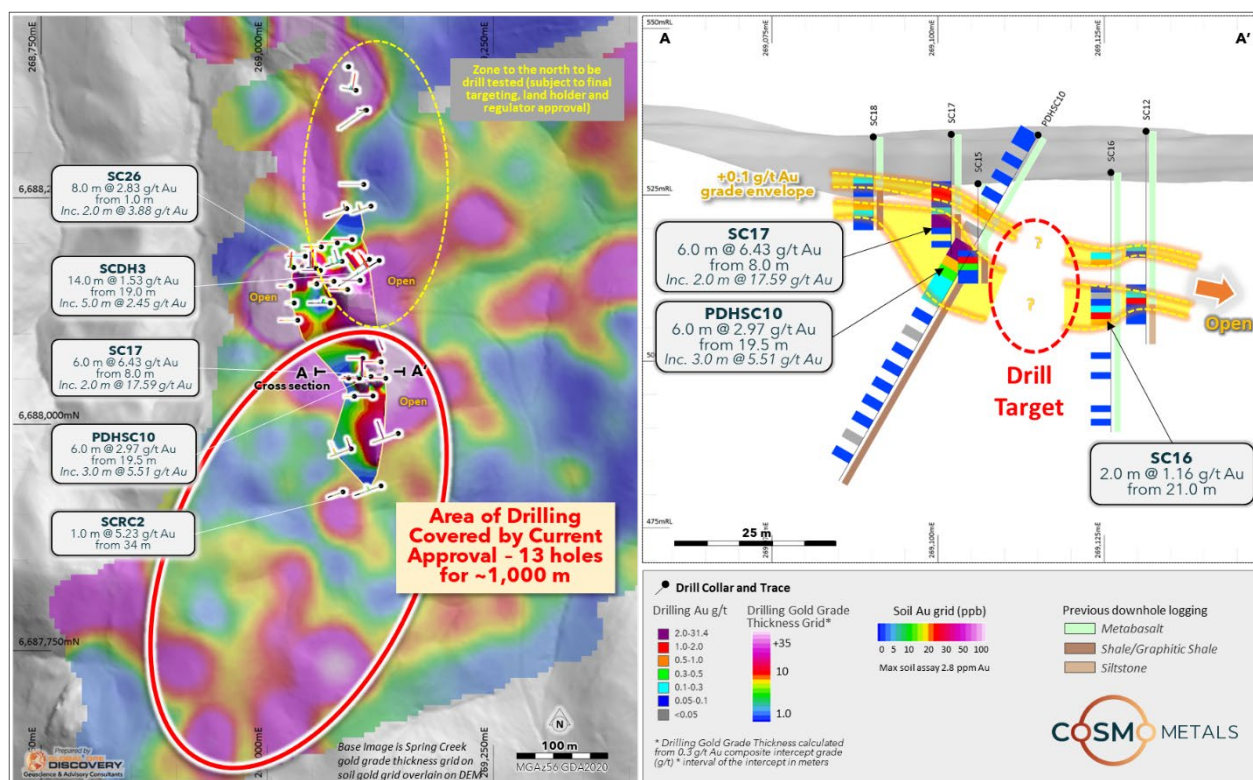 268,750mE
269,000mE
269,250mE
Zone to the north to be
drill tested (subject to final
targeting, land holder and
regulator approval)
SC26
8.0 m @ 2.83 g/t Au
from 1.0 m
Inc. 2.0 m @ 3.88 g/t Au
SCDH3
14.0 m @ 1.53 g/t Au
from 19.0 m
Inc. 5.0 m @ 2.45 g/t Au
SC17
6.0 m @ 6.43 g/t Au
from 8.0 m
Inc. 2.0 m @ 17.59 g/t Au
PDHSC10
6.0 m @ 2.97 g/t Au
from 19.5 m
Inc. 3.0 m @ 5.51 g/t Au
SCRC2
1.0 m @ 5.23 g/t Au
from 34 m
Open
Open
A
A'
Cross section
Open
6,688,000mN
6,687,750mN
Area of Drilling
Covered by Current
Approval - 13 holes
for ~1,000 m
269,000mE
269,250mE
Prepared by
GLOBAL ORE
DISCOVERY
Geoscience & Advisory Consultants
Base Image is Spring Creek
gold grade thickness grid on
soil gold grid overlain on DEM
N
100 m
MGAz56 GDA2020
A
A'
550mRL
269,075mE
269,100mE
269,125mE
SC18
SC17
SC15
PDHSC10
SC16
SC12
525mRL
+0.1 g/t Au
grade envelope
SC17
6.0 m @ 6.43 g/t Au
from 8.0 m
Inc. 2.0 m @ 17.59 g/t Au
PDHSC10
6.0 m @ 2.97 g/t Au
from 19.5 m
Inc. 3.0 m @ 5.51 g/t Au
?
?
Open
Drill
Target
SC16
2.0 m @ 1.16 g/t Au
from 21.0 m
475mRL
25 m
269,100mE
269,125mE
Drill Collar and Trace
Drilling Au g/t
2.0-31.4
1.0-2.0
0.5-1.0
0.3-0.5
0.1-0.3
0.05-0.1
<0.05
Drilling Gold Grade
Thickness Grid*
+35
10
1.0
Soil Au grid (ppb)
0 5 10 20 30 40 50 60 100
Max soil assay 2.8 ppm Au
Previous downhole logging
Metabasalt
Shale/Graphitic Shale
Siltstone
* Drilling Gold Grade Thickness calculated
from 0.3 g/t Au composite intercept grade
(g/t) * interval of the intercept in meters
COSMO METALS